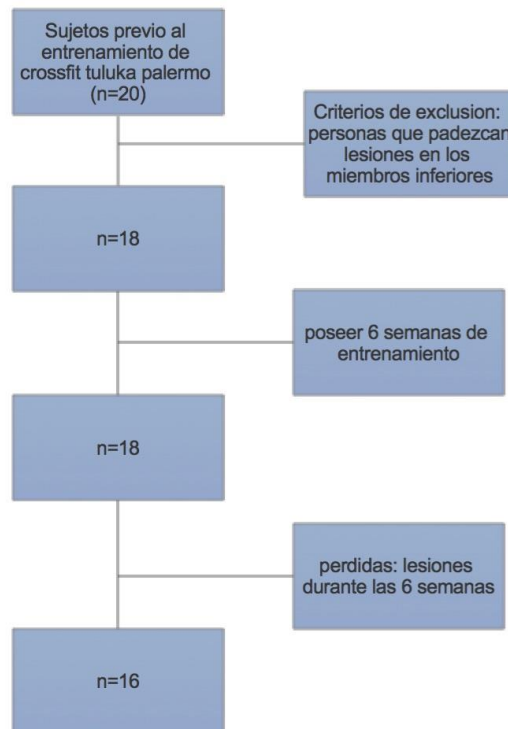 Sujetos previo al
entrenamiento de
crossfit tuluka palermo
(n=20)
Criterios de exclusion:
personas que padezcan
lesiones en los
miembros inferiores
n=18
poseer 6 semanas de
entrenamiento
n=18
perdidas: lesiones
durante las 6 semanas
n=16